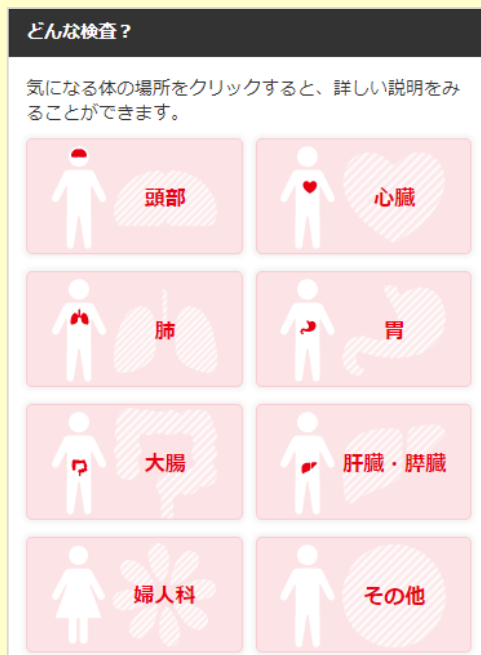 どんな検査？
気になる体の場所をクリックすると、詳しい説明をみ
ることができます。
頭部
心臓
肺
胃
大腸
肝臓・膵臓
婦人科
その他